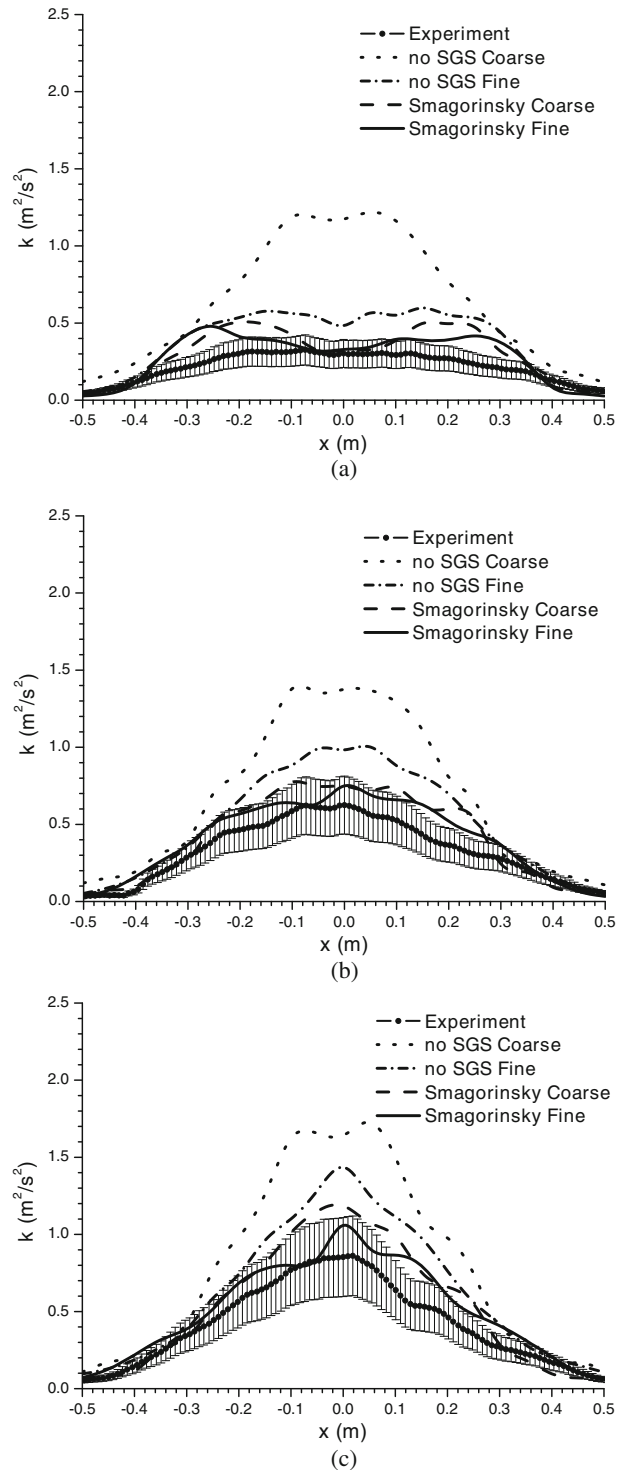 2.5
2.0
1.5
1.0
0.5
0.0
k (m²/s²)
Experiment
no SGS Coarse
no SGS Fine
Smagorinsky Coarse
Smagorinsky Fine
-0.5 -0.4 -0.3 -0.2 -0.1 0.0 0.1 0.2 0.3 0.4 0.5
x (m)
(a)
2.5
2.0
1.5
1.0
0.5
0.0
k (m²/s²)
Experiment
no SGS Coarse
no SGS Fine
Smagorinsky Coarse
Smagorinsky Fine
-0.5 -0.4 -0.3 -0.2 -0.1 0.0 0.1 0.2 0.3 0.4 0.5
x (m)
(b)
2.5
2.0
1.5
1.0
0.5
0.0
k (m²/s²)
Experiment
no SGS Coarse
no SGS Fine
Smagorinsky Coarse
Smagorinsky Fine
-0.5 -0.4 -0.3 -0.2 -0.1 0.0 0.1 0.2 0.3 0.4 0.5
x (m)
(c)